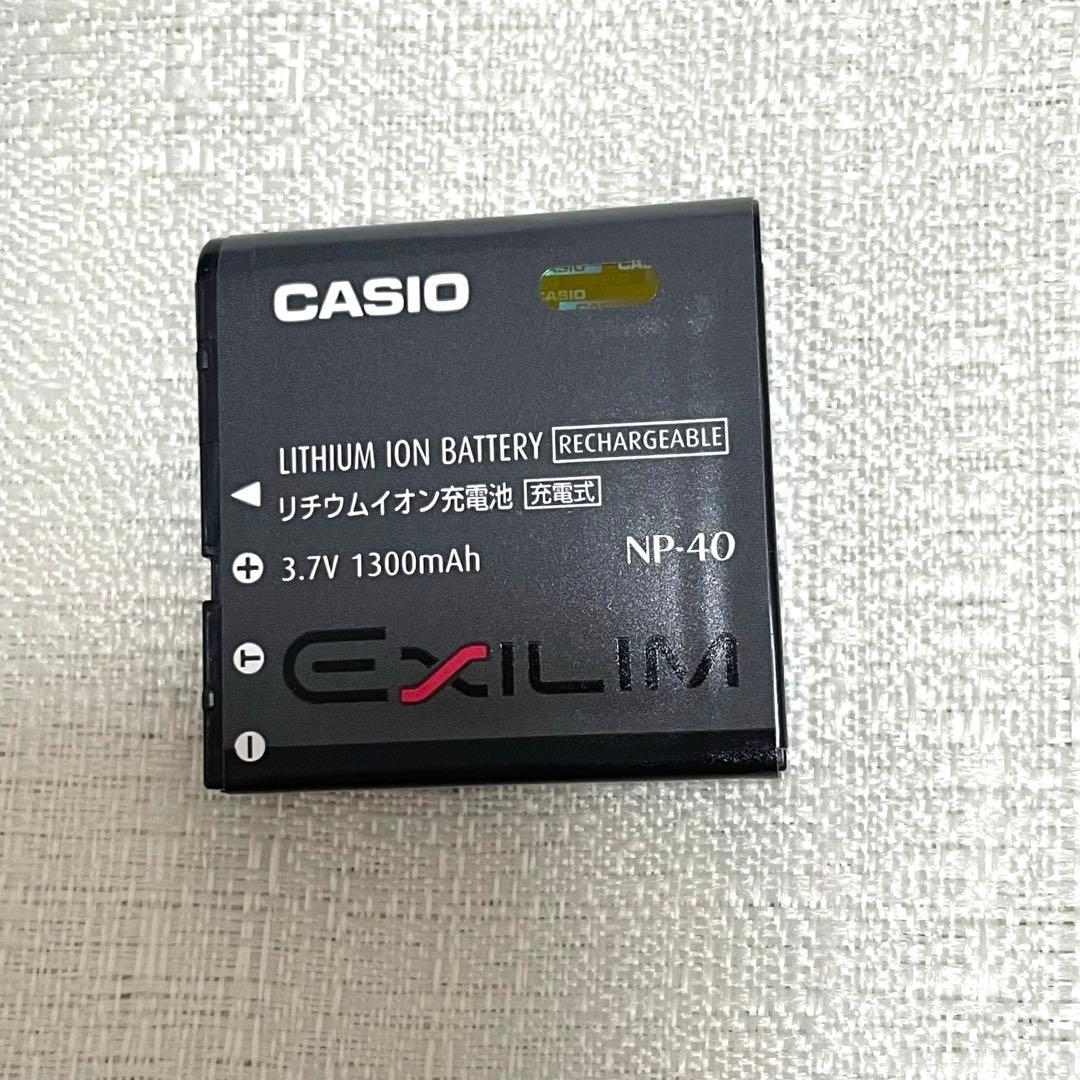 CASIO
CASIO
LITHIUM ION BATTERY RECHARGEABLE
リチウムイオン充電池 充電式
3.7V 1300mAh NP-40
T
EXILIM